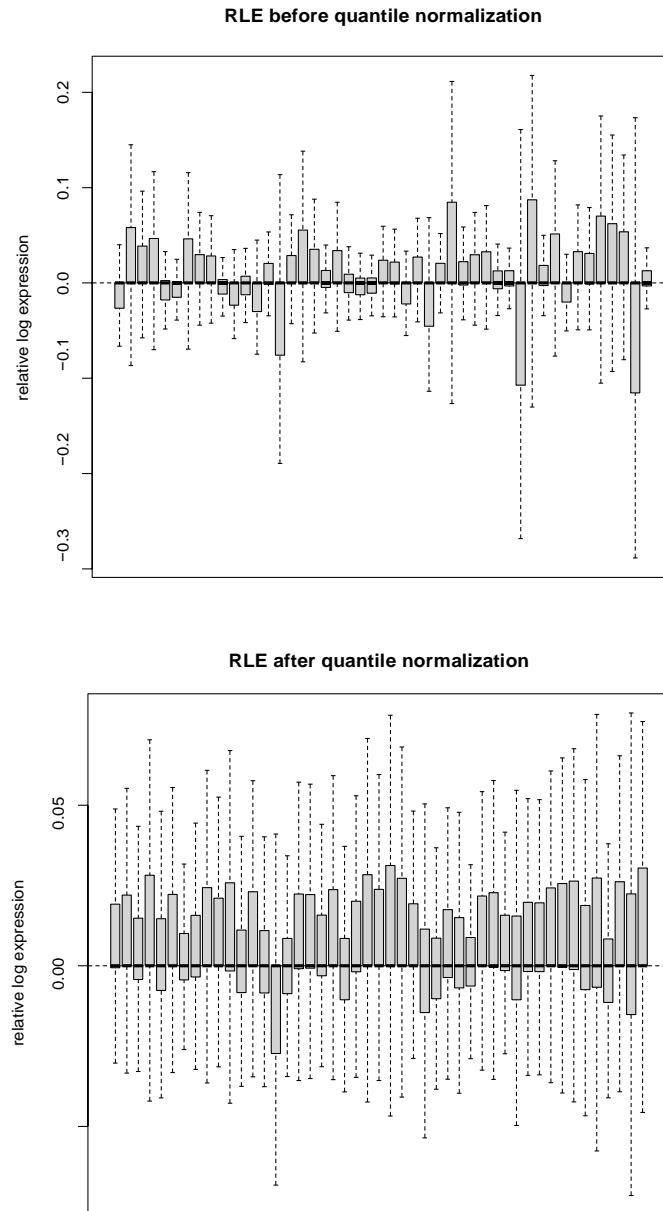 RLE before quantile normalization
relative log expression
0.2
0.1
0.0
−0.1
−0.2
−0.3
RLE after quantile normalization
relative log expression
0.05
0.00